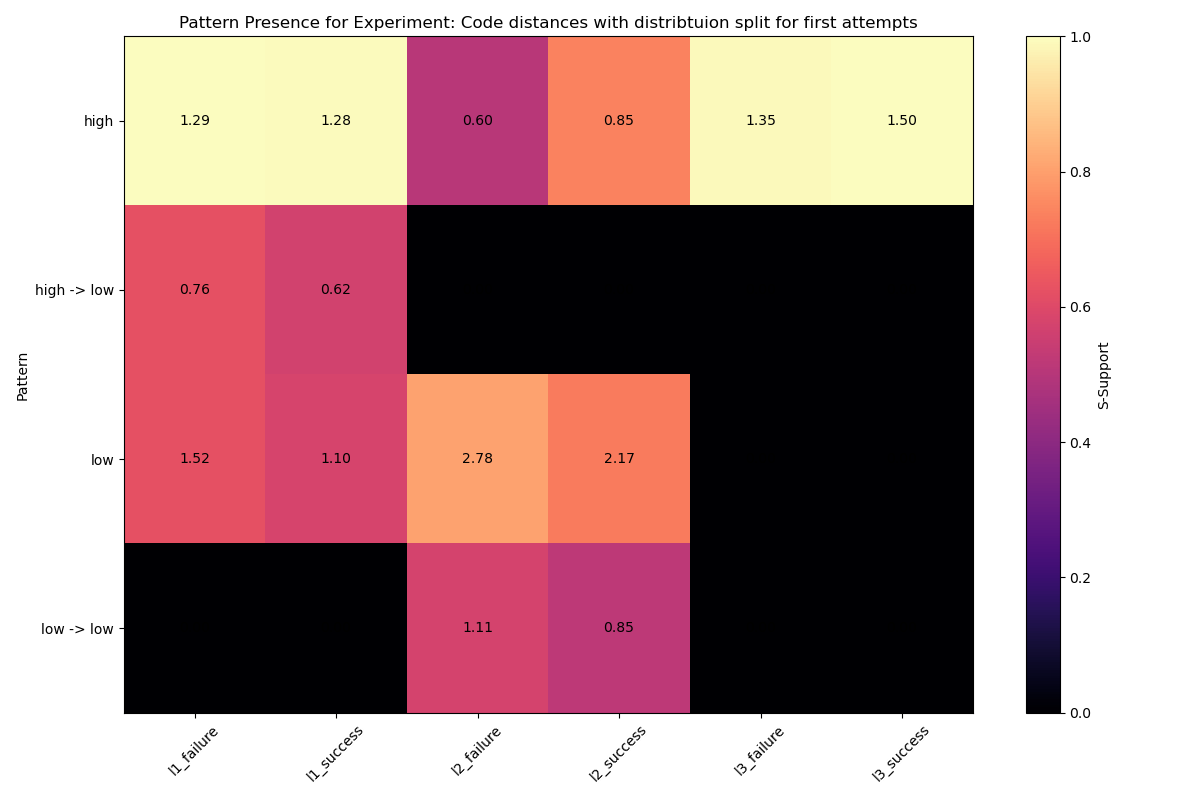 Pattern Presence for Experiment: Code distances with distribtuion split for first attempts
high
1.29 1.28 0.60 0.85 1.35 1.50
high -> low
0.76 0.62
low
1.52 1.10 2.78 2.17
low -> low
1.11 0.85
Pattern
l1_failure l1_success l2_failure l2_success l3_failure l3_success
1.0
0.8
0.6
0.4
0.2
0.0
S-Support